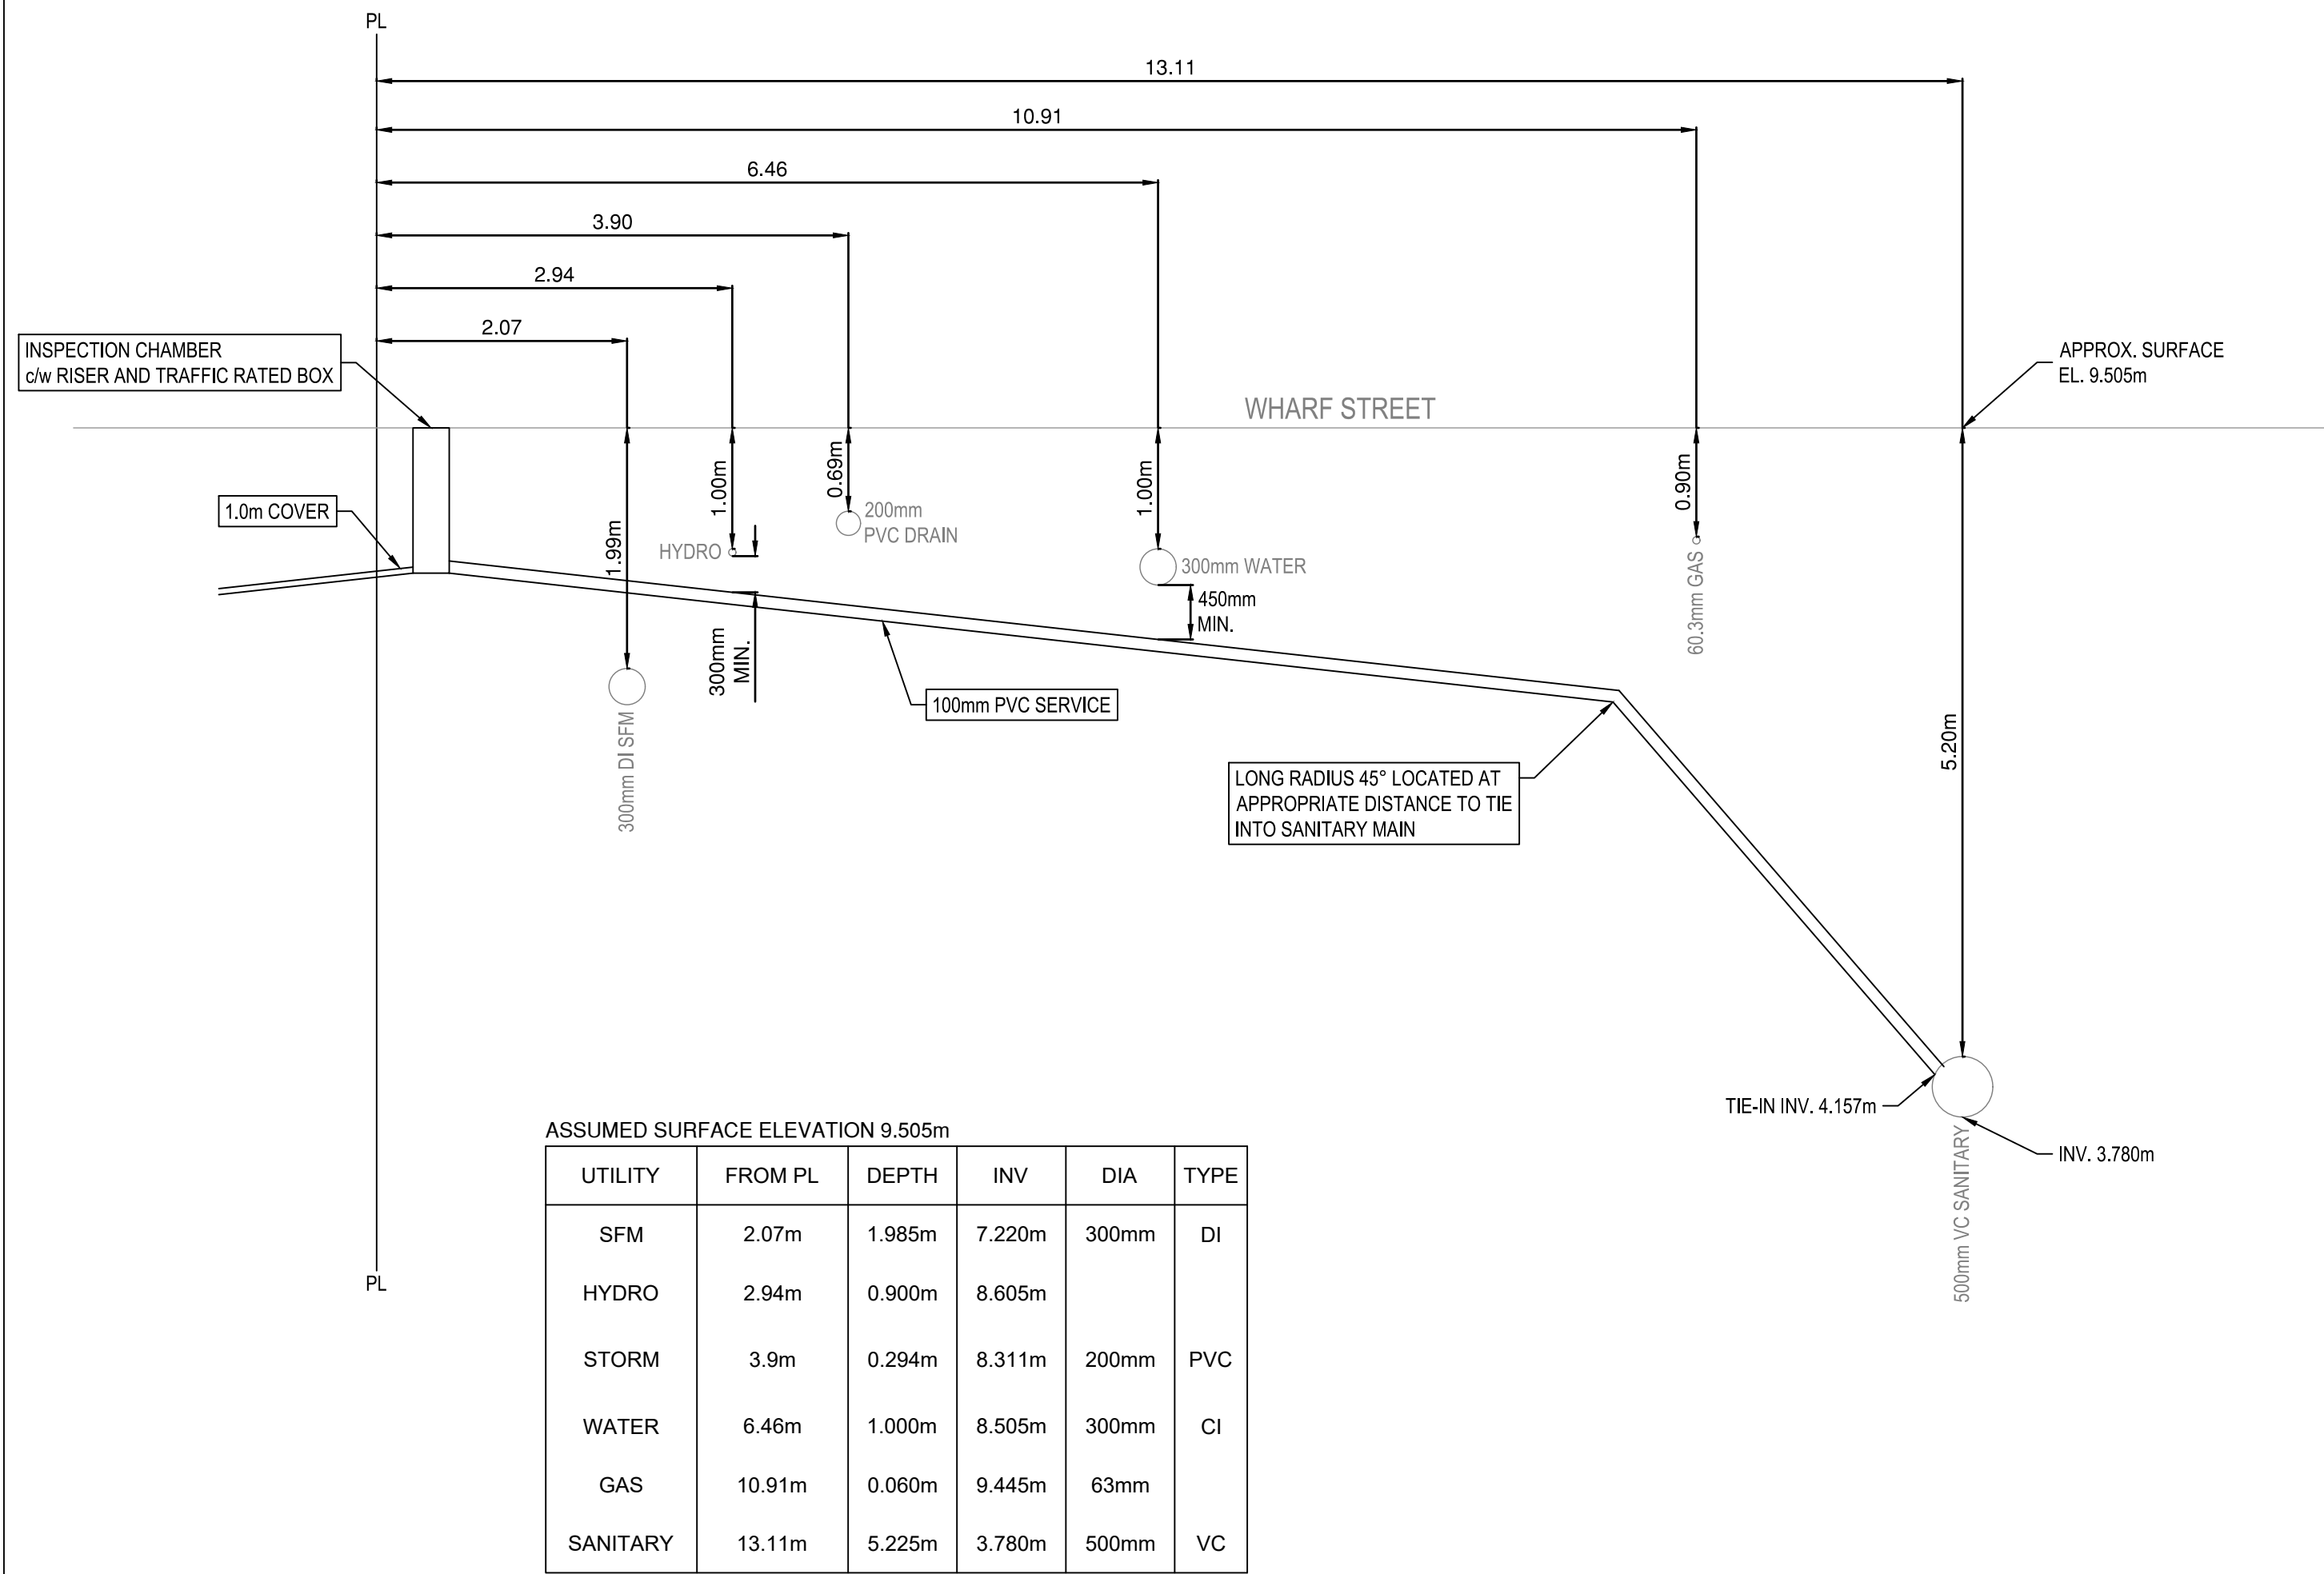 PL
13.11
10.91
6.46
3.90
2.94
2.07
INSPECTION CHAMBER
c/w RISER AND TRAFFIC RATED BOX
APPROX. SURFACE
EL. 9.505m
WHARF STREET
1.0m COVER
1.99m
1.00m
0.69m
1.00m
0.90m
HYDRO
200mm
PVC DRAIN
300mm WATER
450mm
MIN.
60.3mm GAS
300mm
MIN.
300mm DI SFM
100mm PVC SERVICE
5.20m
LONG RADIUS 45° LOCATED AT
APPROPRIATE DISTANCE TO TIE
INTO SANITARY MAIN
TIE-IN INV. 4.157m
INV. 3.780m
500mm VC SANITARY
PL
ASSUMED SURFACE ELEVATION 9.505m
UTILITY FROM PL DEPTH INV DIA TYPE
SFM 2.07m 1.985m 7.220m 300mm DI
HYDRO 2.94m 0.900m 8.605m
STORM 3.9m 0.294m 8.311m 200mm PVC
WATER 6.46m 1.000m 8.505m 300mm CI
GAS 10.91m 0.060m 9.445m 63mm
SANITARY 13.11m 5.225m 3.780m 500mm VC